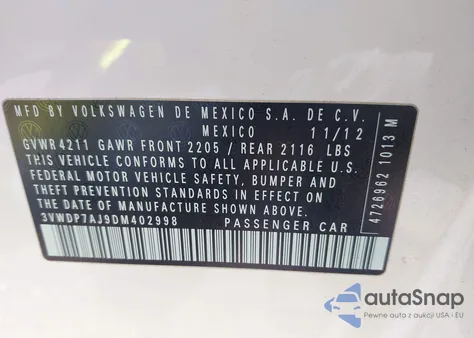 MFD BY VOLKSWAGEN DE MEXICO S.A. DE C.V.
MEXICO 11/12
GVWR 4211 GAWR FRONT 2205 / REAR 2116 LBS
THIS VEHICLE CONFORMS TO ALL APPLICABLE U.S.
FEDERAL MOTOR VEHICLE SAFETY, BUMPER AND
THEFT PREVENTION STANDARDS IN EFFECT ON THE
DATE OF MANUFACTURE SHOWN ABOVE.
3VWDP7AJ9DM402998 PASSENGER CAR
4726962 1013 M
autoSnap
Pewne auta z aukcji USA i EU